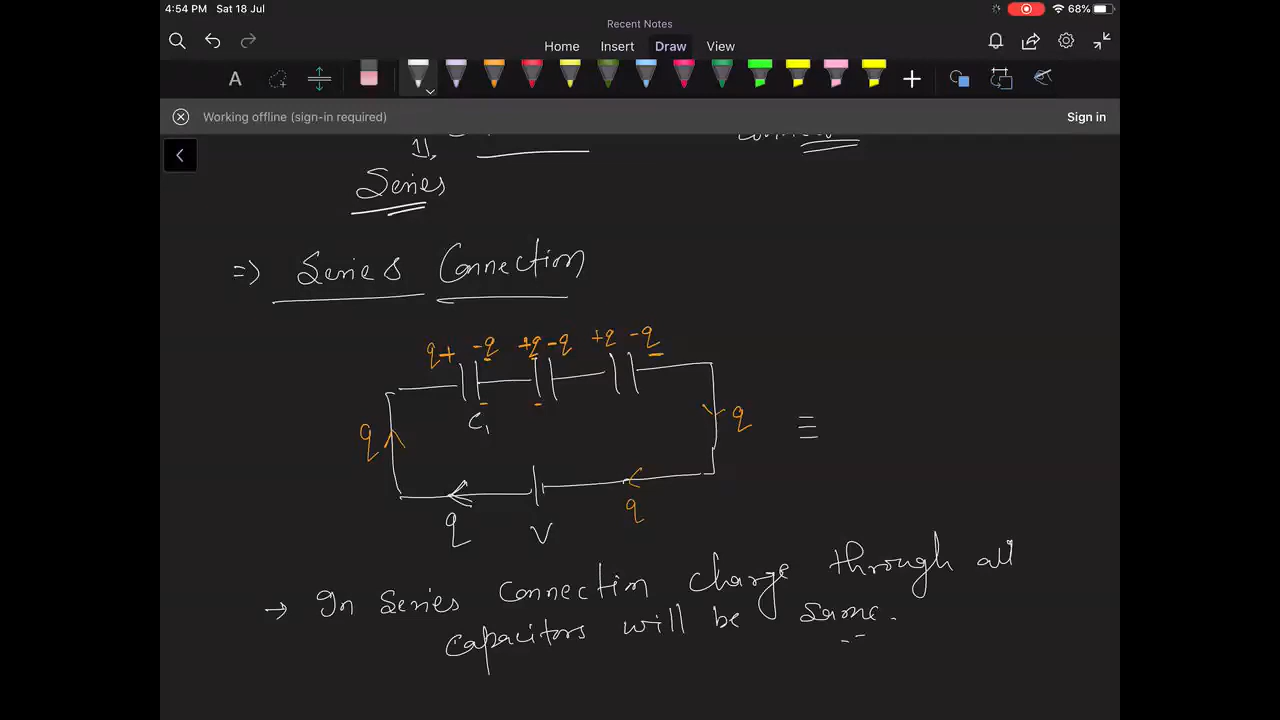 4:54 PM Sat 18 Jul
68%
Recent Notes
Home Insert Draw View
A
Working offline (sign-in required)
Sign in
Series
=> Series Connection
q+ -q +q -q +q -q
C₁
q q ≡
q V q
→ In series connection charge through all
capacitors will be same.